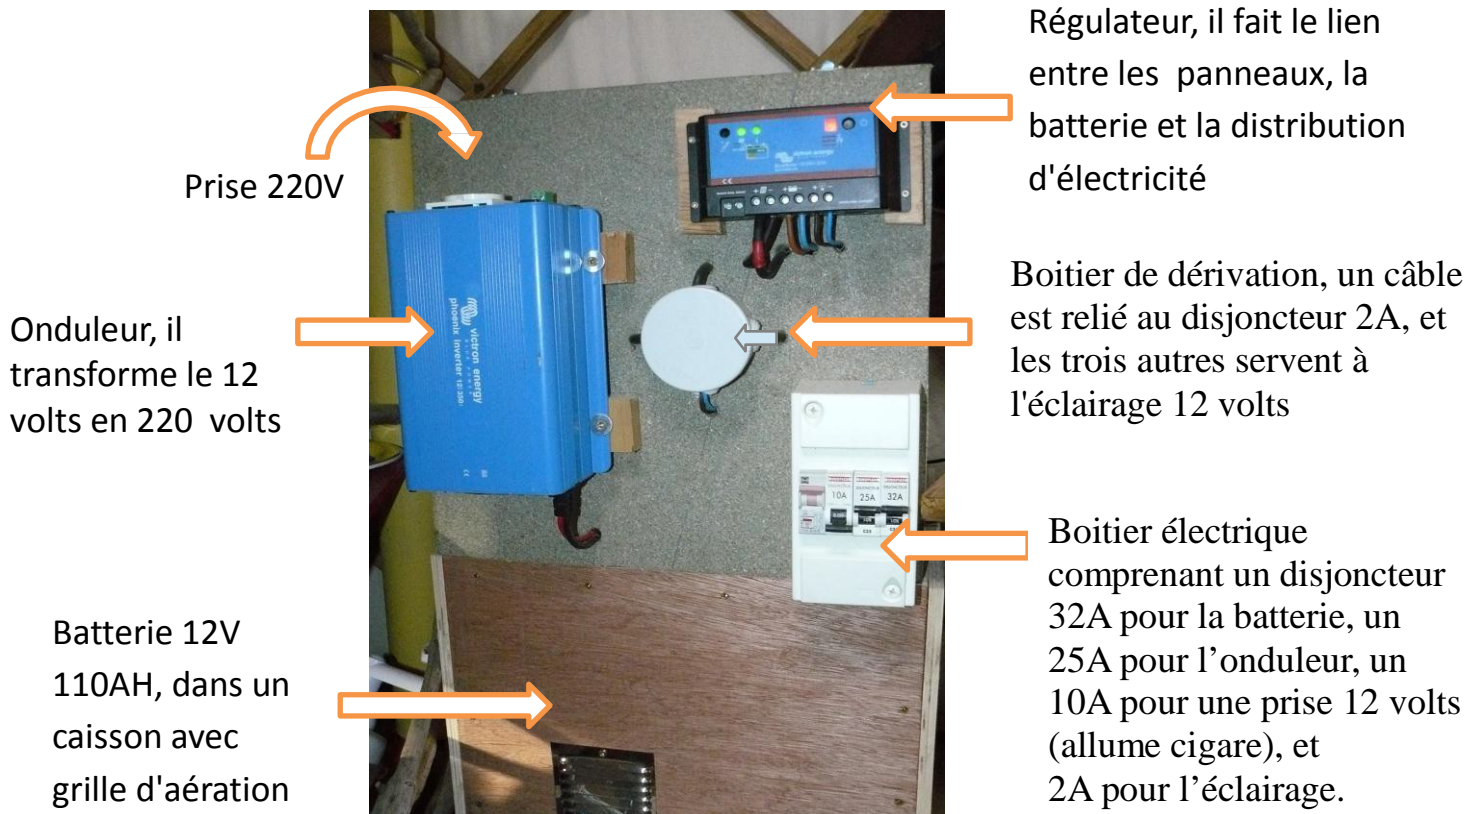 Régulateur, il fait le lien
entre les panneaux, la
batterie et la distribution
d'électricité
Prise 220V
Boitier de dérivation, un câble
est relié au disjoncteur 2A, et
les trois autres servent à
l'éclairage 12 volts
Onduleur, il
transforme le 12
volts en 220 volts
Boitier électrique
comprenant un disjoncteur
32A pour la batterie, un
25A pour l’onduleur, un
10A pour une prise 12 volts
(allume cigare), et
2A pour l’éclairage.
Batterie 12V
110AH, dans un
caisson avec
grille d'aération
victron energy
victron energy
phoenix inverter
10A
25A
32A